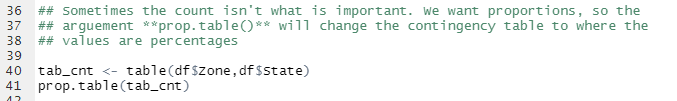 36 ## Sometimes the count isn't what is important. We want proportions, so the
37 ## arguement **prop.table()** will change the contingency table to where the
38 ## values are percentages
39
40 tab_cnt <- table(df$Zone,df$State)
41 prop.table(tab_cnt)
42